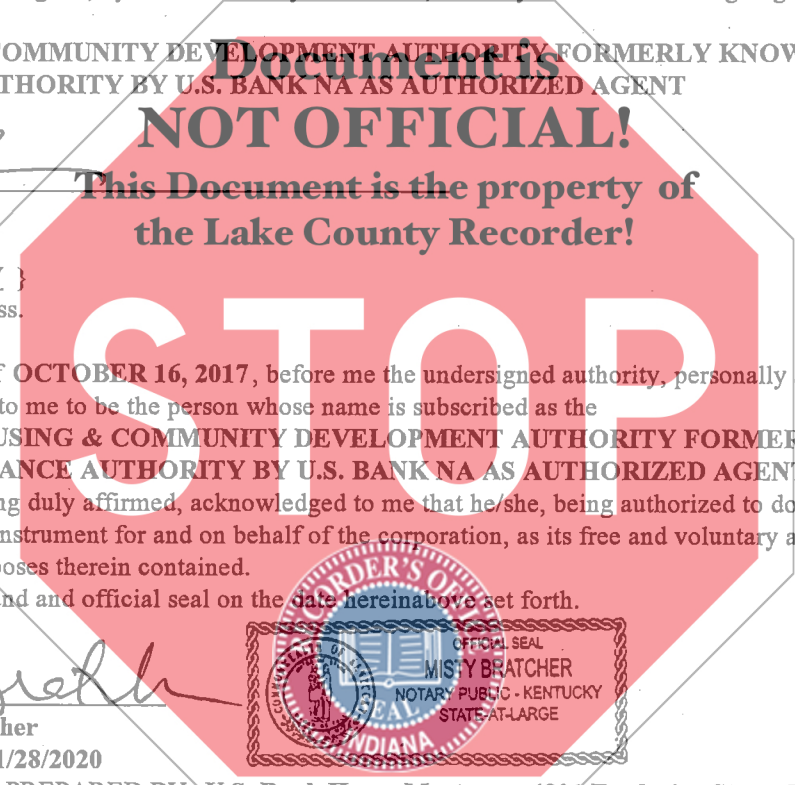 COMMUNITY DEVELOPMENT AUTHORITY FORMERLY KNOW
THORITY BY U.S. BANK NA AS AUTHORIZED AGENT
Document is
NOT OFFICIAL!
This Document is the property of
the Lake County Recorder!
}
ss.
STOP
OCTOBER 16, 2017, before me the undersigned authority, personally
to me to be the person whose name is subscribed as the
USING & COMMUNITY DEVELOPMENT AUTHORITY FORMER
ANCE AUTHORITY BY U.S. BANK NA AS AUTHORIZED AGENT
ng duly affirmed, acknowledged to me that he/she, being authorized to do
nstrument for and on behalf of the corporation, as its free and voluntary a
oses therein contained.
nd and official seal on the date hereinabove set forth.
RECORDER'S OFFICE
SEAL
INDIANA
COMMONWEALTH OF KENTUCKY
OFFICIAL SEAL
MISTY BRATCHER
NOTARY PUBLIC - KENTUCKY
STATE-AT-LARGE
her
1/28/2020